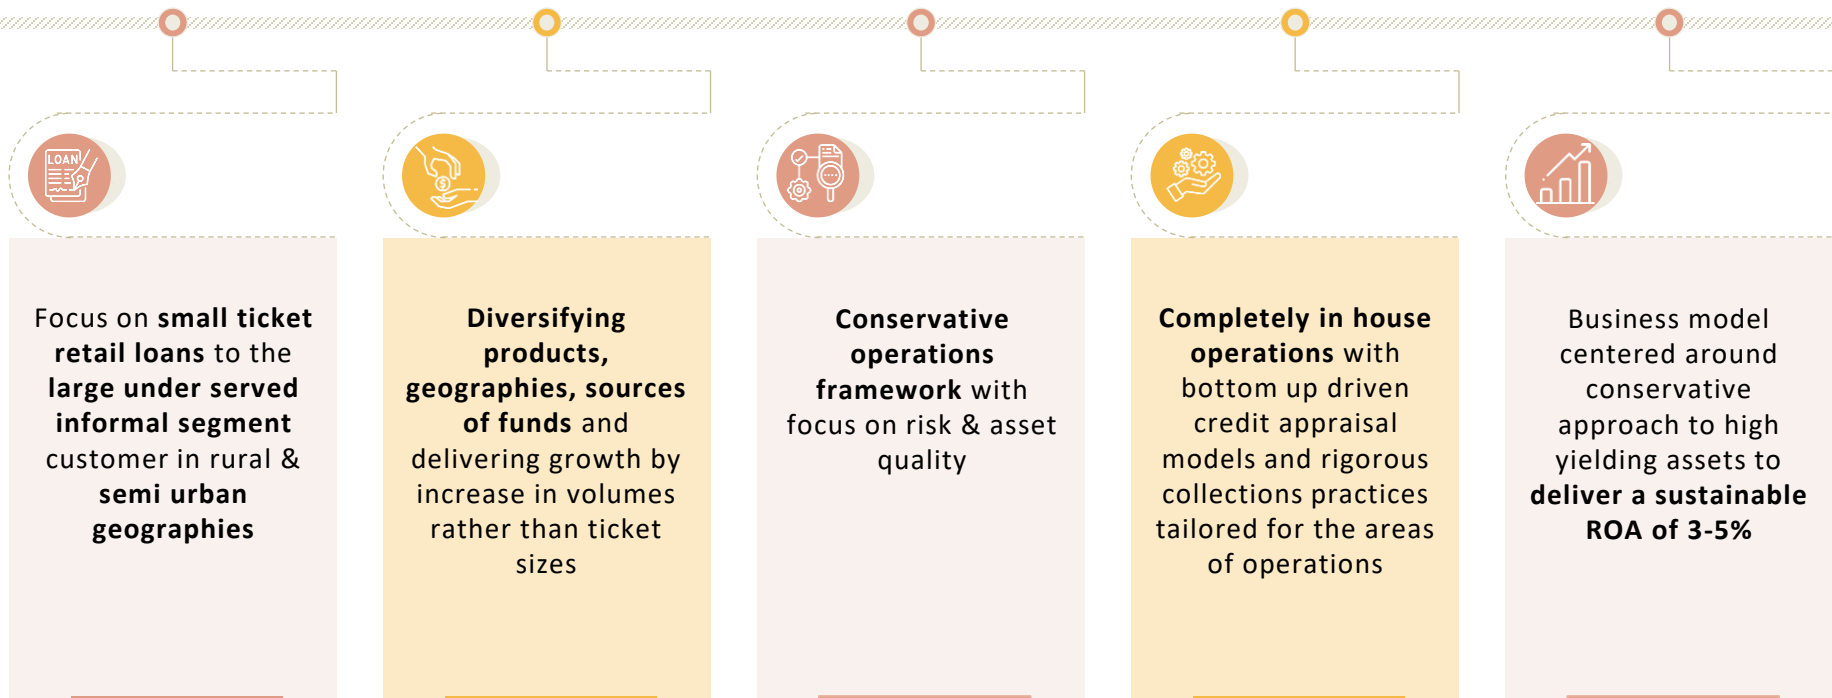 LOAN
Focus on small ticket
retail loans to the
large under served
informal segment
customer in rural &
semi urban
geographies
Diversifying
products,
geographies, sources
of funds and
delivering growth by
increase in volumes
rather than ticket
sizes
Conservative
operations
framework with
focus on risk & asset
quality
Completely in house
operations with
bottom up driven
credit appraisal
models and rigorous
collections practices
tailored for the areas
of operations
Business model
centered around
conservative
approach to high
yielding assets to
deliver a sustainable
ROA of 3-5%